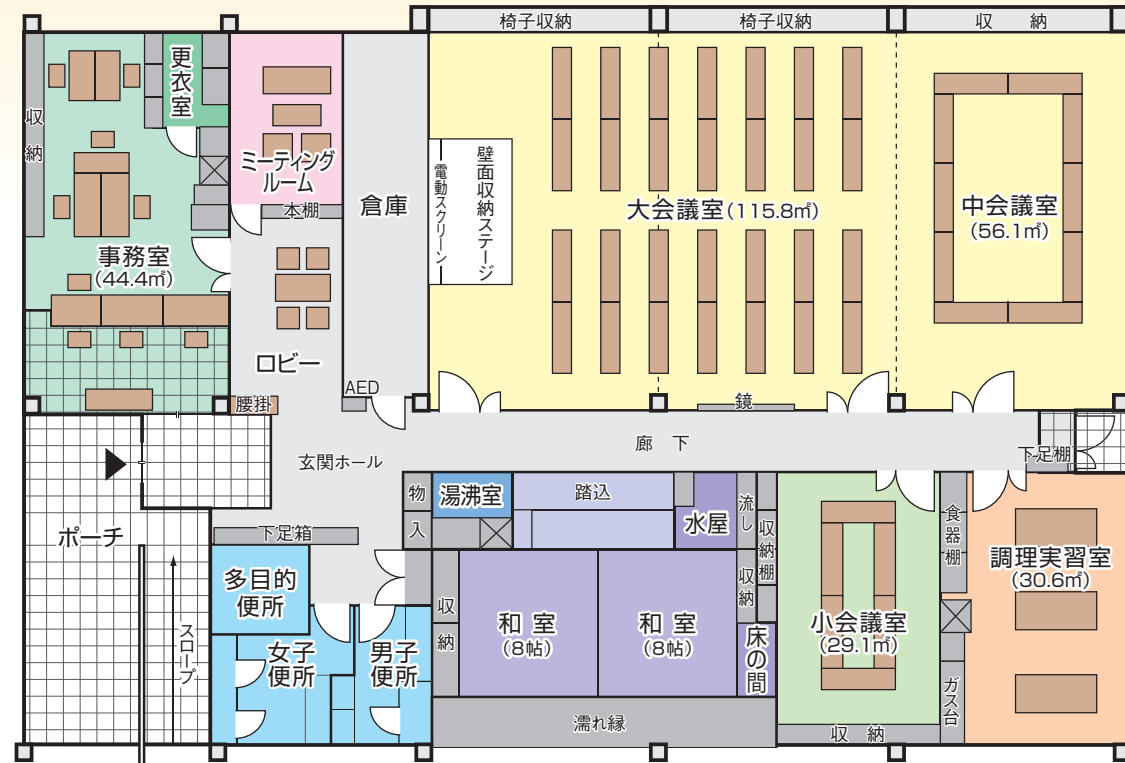 椅子収納
椅子収納
収納
収納
更衣室
ミーティング
ルーム
本棚
倉庫
電動スクリーン
壁面収納ステージ
大会議室(115.8㎡)
中会議室
(56.1㎡)
事務室
(44.4㎡)
ロビー
AED
腰掛
鏡
廊下
下足棚
玄関ホール
ポーチ
下足箱
スロープ
物入
湯沸室
踏込
水屋
流し
収納棚
収納
食器棚
調理実習室
(30.6㎡)
多目的
便所
女子
便所
男子
便所
収納
和室
(8帖)
和室
(8帖)
床の間
小会議室
(29.1㎡)
ガス台
濡れ縁
収納